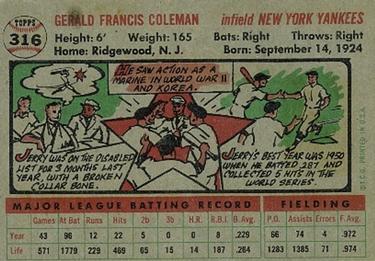 TOPPS
316
GERALD FRANCIS COLEMAN
infield NEW YORK YANKEES
Height: 6' Weight: 165 Bats: Right Throws: Right
Home: Ridgewood, N. J. Born: September 14, 1924
JERRY WAS ON THE DISABLED
LIST FOR 3 MONTHS LAST
YEAR, WITH A BROKEN
COLLAR BONE.
HE SAW ACTION AS A
MARINE IN WORLD WAR II
AND KOREA.
JERRY'S BEST YEAR WAS 1950
WHEN HE BATTED .287 AND
COLLECTED 5 HITS IN THE
WORLD SERIES.
© T.C.G. PRINTED IN U.S.A.
MAJOR LEAGUE BATTING RECORD FIELDING
Games At Bat Runs Hits 2b 3b H.R. R.B.I. B.Avg. P.O. Assists Errors F.Avg.
Year 43 96 12 22 5 0 0 8 .229 66 74 4 .972
Life 571 1779 229 469 65 15 14 187 .264 1283 1385 71 .974